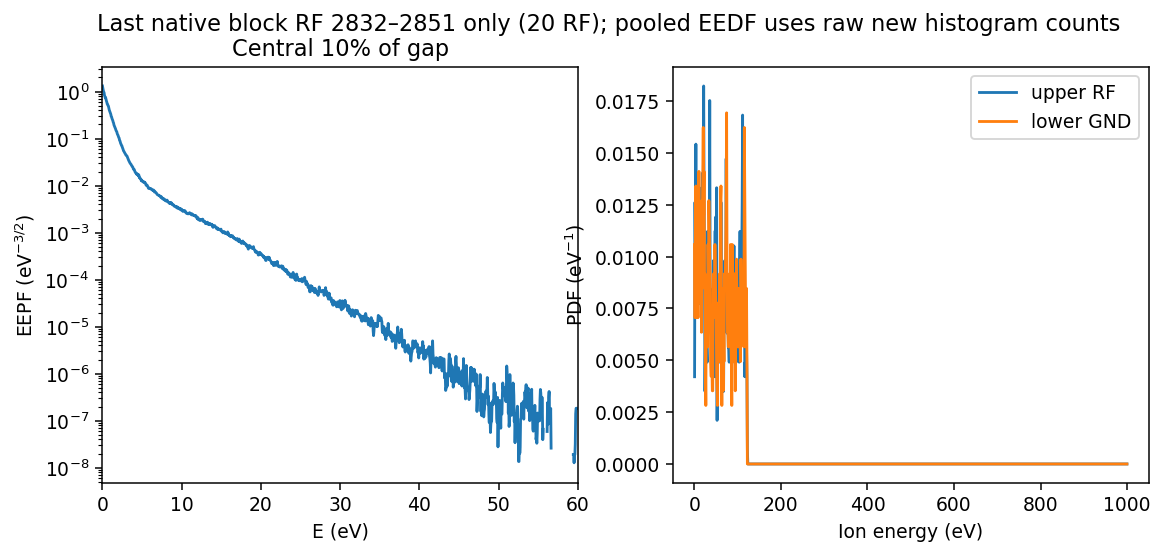 Last native block RF 2832–2851 only (20 RF); pooled EEDF uses raw new histogram counts
Central 10% of gap
EEPF (eV^{-3/2})
10^0
10^{-1}
10^{-2}
10^{-3}
10^{-4}
10^{-5}
10^{-6}
10^{-7}
10^{-8}
0 10 20 30 40 50 60
E (eV)
PDF (eV^{-1})
0.0175
0.0150
0.0125
0.0100
0.0075
0.0050
0.0025
0.0000
upper RF
lower GND
0 200 400 600 800 1000
Ion energy (eV)